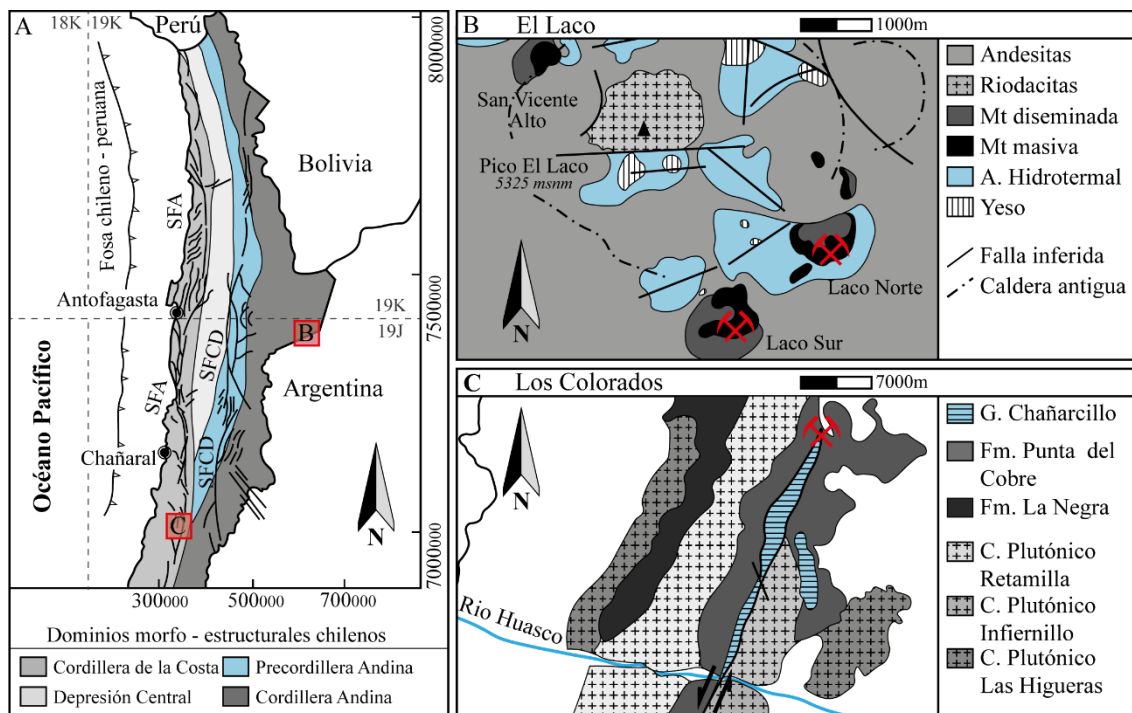 A
18K
19K
Perú
8000000
Bolivia
Fosa chileno - peruana
SFA
Antofagasta
7500000
19J
B
SFCD
SFA
Argentina
Océano Pacífico
Chañaral
SFCD
C
N
7000000
300000
500000
700000
Dominios morfo - estructurales chilenos
Cordillera de la Costa
Precordillera Andina
Depresión Central
Cordillera Andina
B
El Laco
1000m
San Vicente
Alto
Pico El Laco
5325 msnm
N
Laco Norte
Laco Sur
Andesitas
Riodacitas
Mt diseminada
Mt masiva
A. Hidrotermal
Yeso
Falla inferida
Caldera antigua
C
Los Colorados
7000m
N
Rio Huasco
G. Chañarcillo
Fm. Punta del
Cobre
Fm. La Negra
C. Plutónico
Retamilla
C. Plutónico
Infiernillo
C. Plutónico
Las Higueras